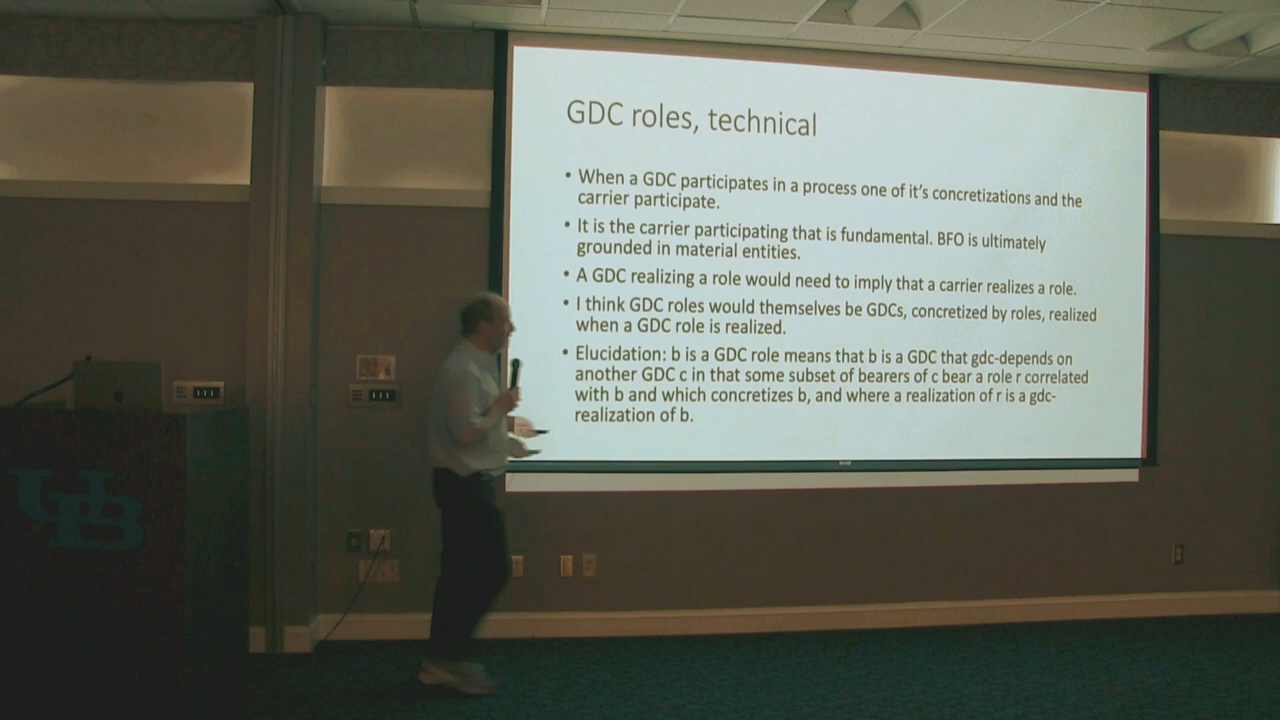 GDC roles, technical
• When a GDC participates in a process one of it's concretizations and the
carrier participate.
• It is the carrier participating that is fundamental. BFO is ultimately
grounded in material entities.
• A GDC realizing a role would need to imply that a carrier realizes a role.
• I think GDC roles would themselves be GDCs, concretized by roles, realized
when a GDC role is realized.
• Elucidation: b is a GDC role means that b is a GDC that gdc-depends on
another GDC c in that some subset of bearers of c bear a role r correlated
with b and which concretizes b, and where a realization of r is a gdc-
realization of b.
UB